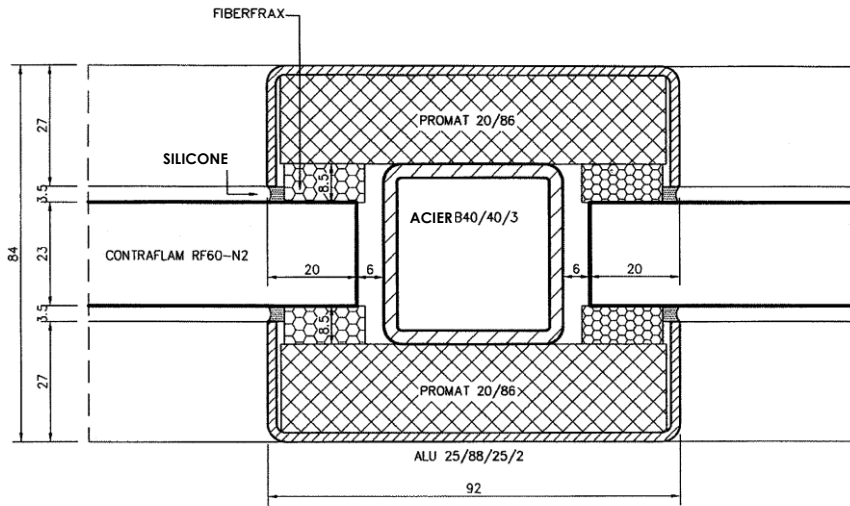 FIBERFRAX
27
PROMAT 20/86
SILICONE
8.5
3.5
ACIER B40/40/3
84
23
CONTRAFLAM RF60-N2
20
6
6
20
3.5
8.5
27
PROMAT 20/86
ALU 25/88/25/2
92